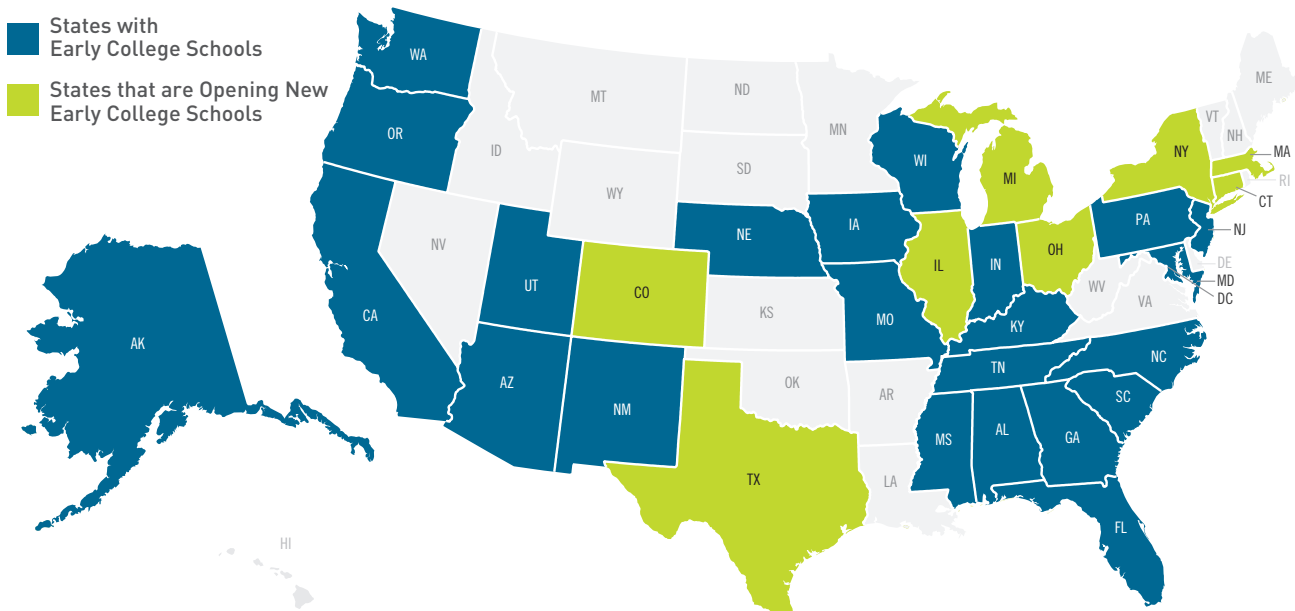 States with
Early College Schools
States that are Opening New
Early College Schools
WA
MT
ND
MN
ME
VT
NH
OR
ID
SD
WI
MI
NY
MA
RI
WY
CT
NV
NE
IA
PA
NJ
UT
CO
IL
IN
OH
DE
MD
DC
WV
VA
CA
KS
MO
KY
AK
NC
TN
AZ
NM
OK
AR
SC
MS
AL
GA
TX
LA
FL
HI